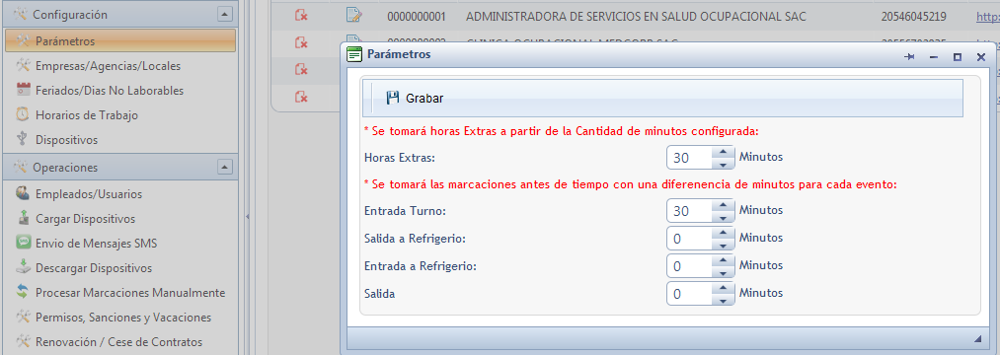 Configuración
Parámetros
Empresas/Agencias/Locales
Feriados/Dias No Laborables
Horarios de Trabajo
Dispositivos
Operaciones
Empleados/Usuarios
Cargar Dispositivos
Envio de Mensajes SMS
Descargar Dispositivos
Procesar Marcaciones Manualmente
Permisos, Sanciones y Vacaciones
Renovación / Cese de Contratos
0000000001 ADMINISTRADORA DE SERVICIOS EN SALUD OCUPACIONAL SAC 20546045219 http:
Parámetros
Grabar
* Se tomará horas Extras a partir de la Cantidad de minutos configurada:
Horas Extras: 30 Minutos
* Se tomará las marcaciones antes de tiempo con una diferenencia de minutos para cada evento:
Entrada Turno: 30 Minutos
Salida a Refrigerio: 0 Minutos
Entrada a Refrigerio: 0 Minutos
Salida 0 Minutos